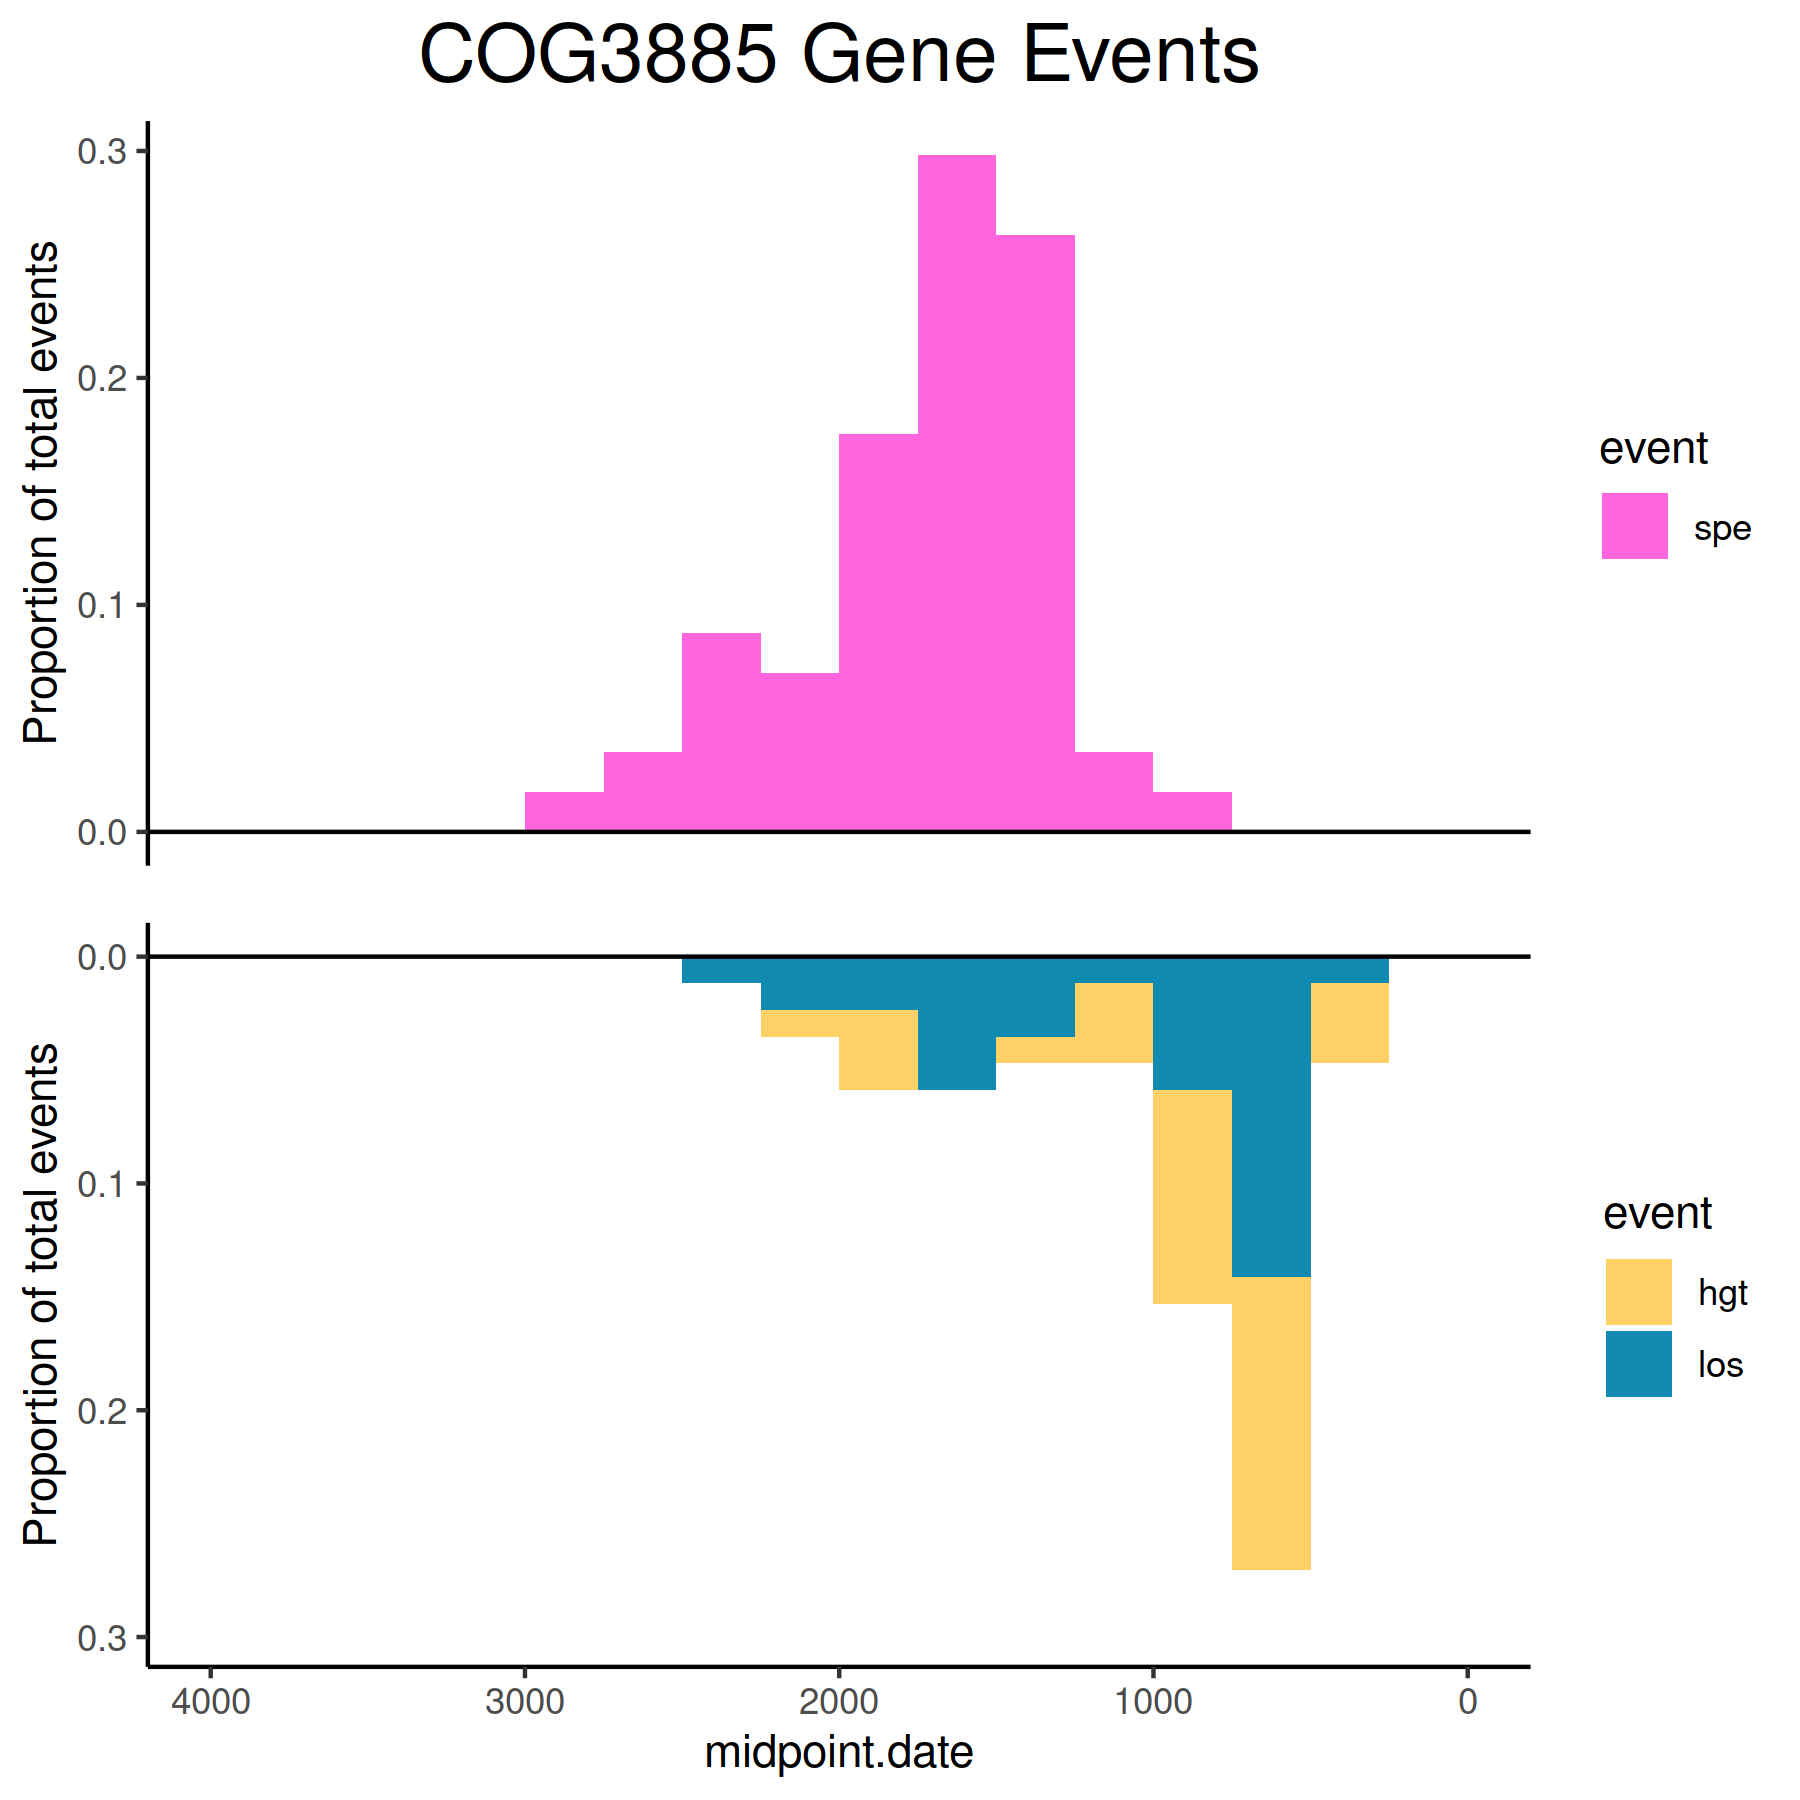 COG3885 Gene Events
Proportion of total events
0.3
0.2
0.1
0.0
event
spe
Proportion of total events
0.0
0.1
0.2
0.3
event
hgt
los
4000 3000 2000 1000 0
midpoint.date